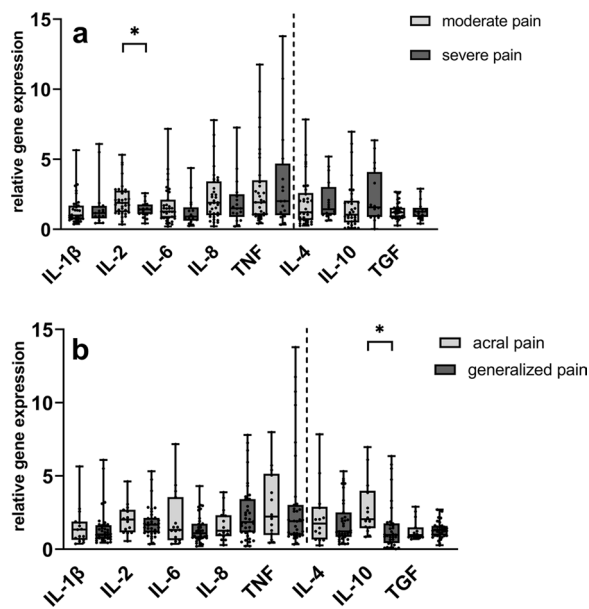 a
*
moderate pain
severe pain
relative gene expression
15
10
5
0
IL-1β
IL-2
IL-6
IL-8
TNF
IL-4
IL-10
TGF
b
*
acral pain
generalized pain
relative gene expression
15
10
5
0
IL-1β
IL-2
IL-6
IL-8
TNF
IL-4
IL-10
TGF